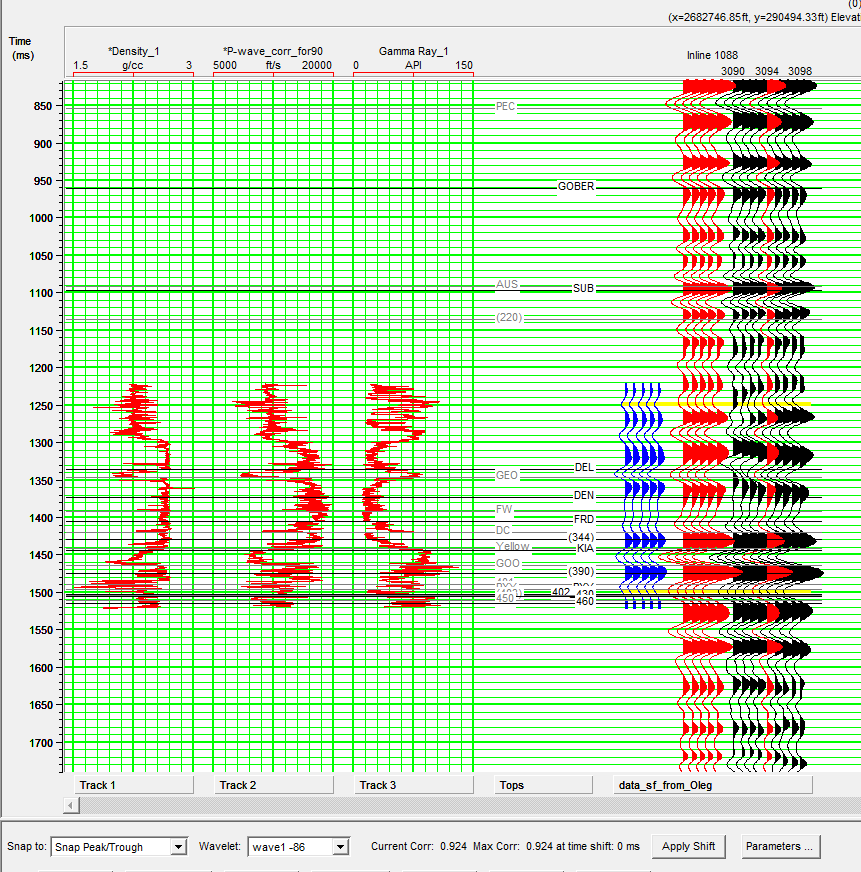 (0)
(x=2682746.85ft, y=290494.33ft) Elevat
Time
(ms)
*Density_1
*P-wave_corr_for90
Gamma Ray_1
Inline 1088
1.5 g/cc 3
5000 ft/s 20000
0 API 150
3090 3094 3098
850
PEC
900
950
GOBER
1000
1050
AUS
SUB
1100
(220)
1150
1200
1250
1300
DEL
GEO
1350
DEN
FW
1400
FRD
DC
(344)
Yellow
KIA
1450
GOO
(390)
1500
402
430
450
460
1550
1600
1650
1700
Track 1
Track 2
Track 3
Tops
data_sf_from_Oleg
Snap to: Snap Peak/Trough
Wavelet: wave1 -86
Current Corr: 0.924 Max Corr: 0.924 at time shift: 0 ms
Apply Shift
Parameters ...